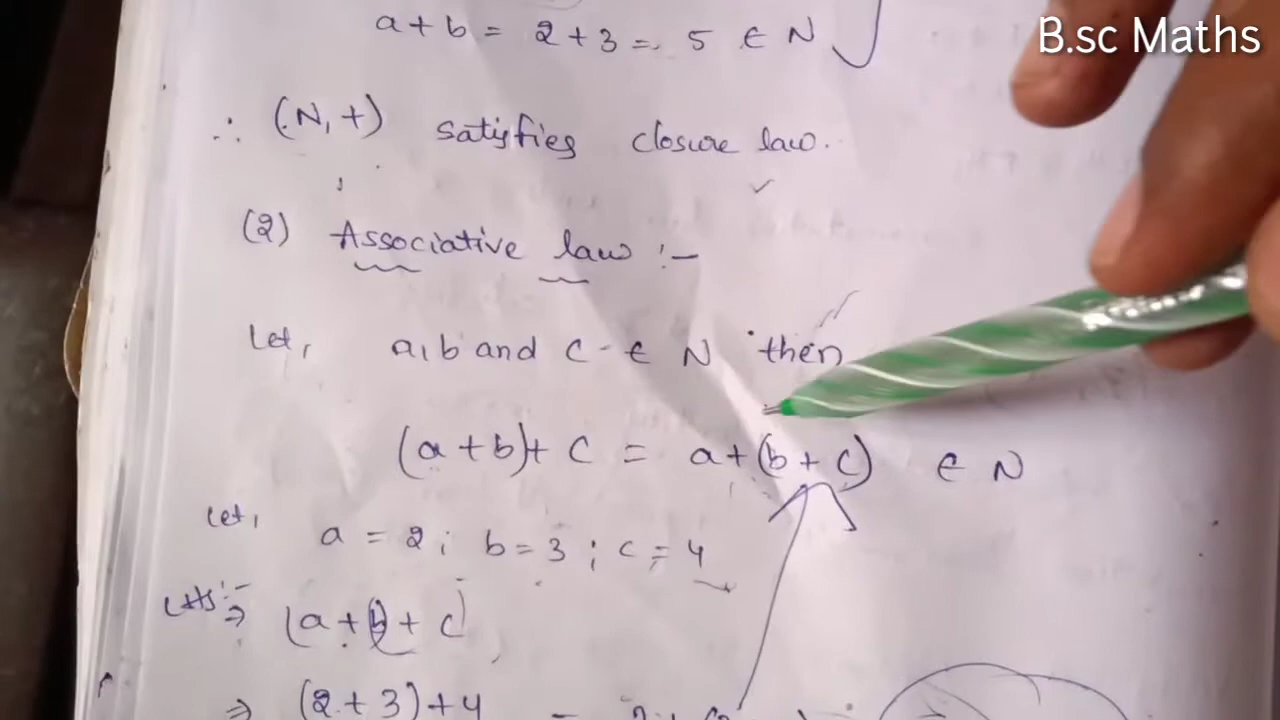 B.sc Maths
a + b = 2 + 3 = 5 ∈ N
∴ (N, +) satisfies closure law.
(2) Associative law :-
Let, a, b and c ∈ N then
(a + b) + c = a + (b + c) ∈ N
Let,
a = 2 ; b = 3 ; c = 4
LHS :-
⇒ (a + b) + c
⇒ (2 + 3) + 4 =